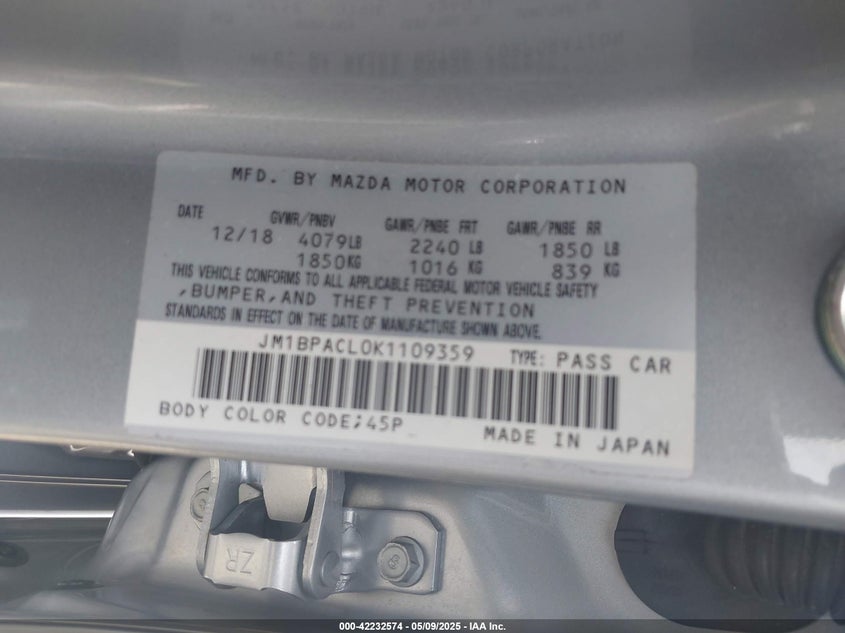 MFD. BY MAZDA MOTOR CORPORATION
DATE GVWR/PNBV GAWR/PNBE FRT GAWR/PNBE RR
12/18 4079LB 2240 LB 1850 LB
1850KG 1016 KG 839 KG
THIS VEHICLE CONFORMS TO ALL APPLICABLE FEDERAL MOTOR VEHICLE SAFETY
,BUMPER,AND THEFT PREVENTION
STANDARDS IN EFFECT ON THE DATE OF MANUFACTURE SHOWN ABOVE.
JM1BPACL0K1109359 TYPE: PASS CAR
BODY COLOR CODE;45P
MADE IN JAPAN
ZR
000-42232574 — 05/09/2025 — IAA Inc.